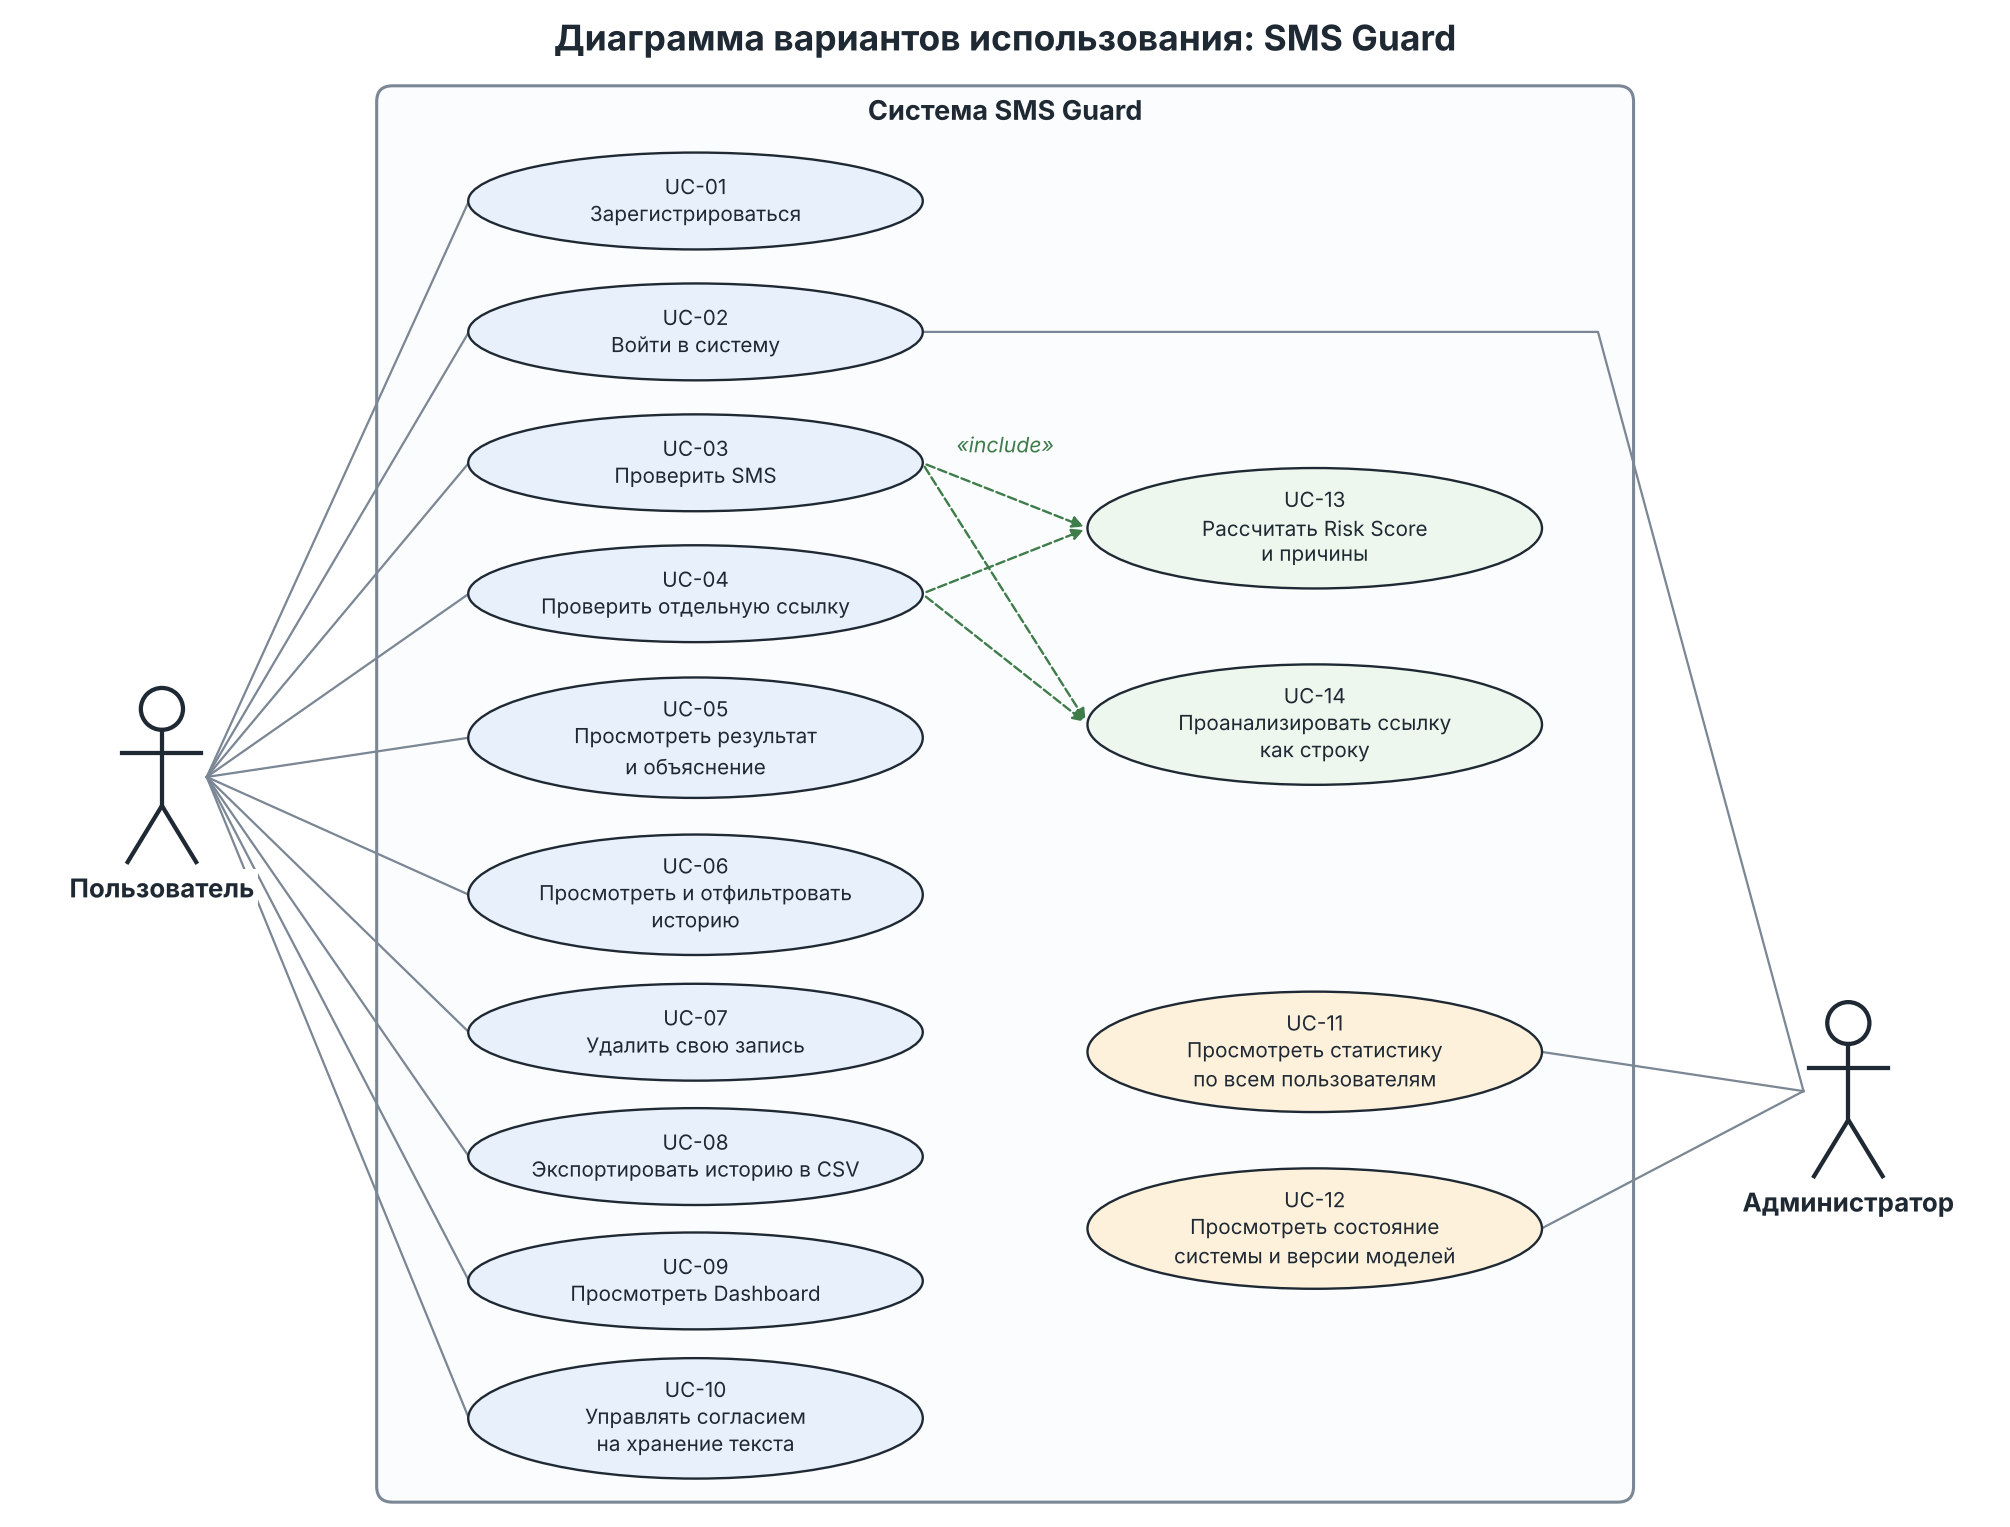 Диаграмма вариантов использования: SMS Guard
Система SMS Guard
UC-01
Зарегистрироваться
UC-02
Войти в систему
UC-03
Проверить SMS
«include»
UC-13
Рассчитать Risk Score
и причины
UC-04
Проверить отдельную ссылку
UC-05
Просмотреть результат
и объяснение
UC-14
Проанализировать ссылку
как строку
Пользователь
UC-06
Просмотреть и отфильтровать
историю
UC-07
Удалить свою запись
UC-11
Просмотреть статистику
по всем пользователям
UC-08
Экспортировать историю в CSV
UC-12
Просмотреть состояние
системы и версии моделей
Администратор
UC-09
Просмотреть Dashboard
UC-10
Управлять согласием
на хранение текста